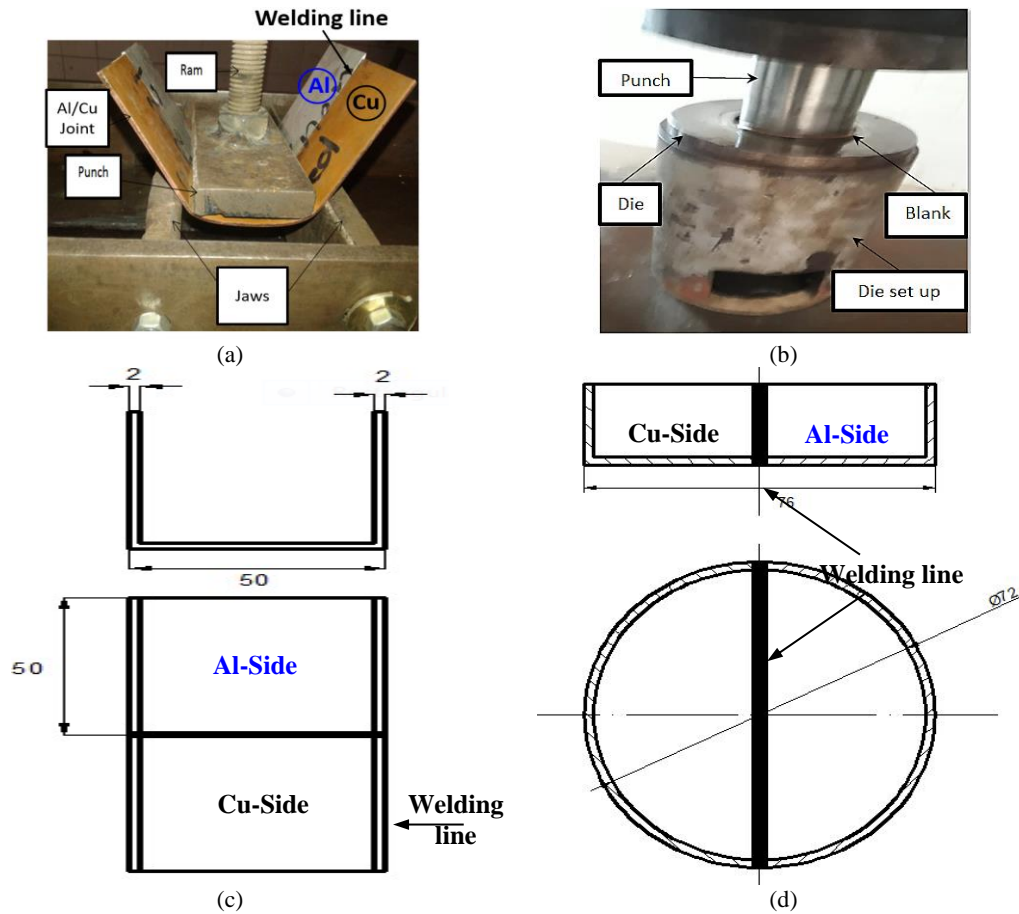 Welding line
Ram
Al
Cu
Al/Cu
Joint
Punch
Jaws
(a)
Punch
Die
Blank
Die set up
(b)
2
2
50
50
Al-Side
Cu-Side
Welding
line
(c)
Cu-Side
Al-Side
76
Welding line
Ø72
(d)